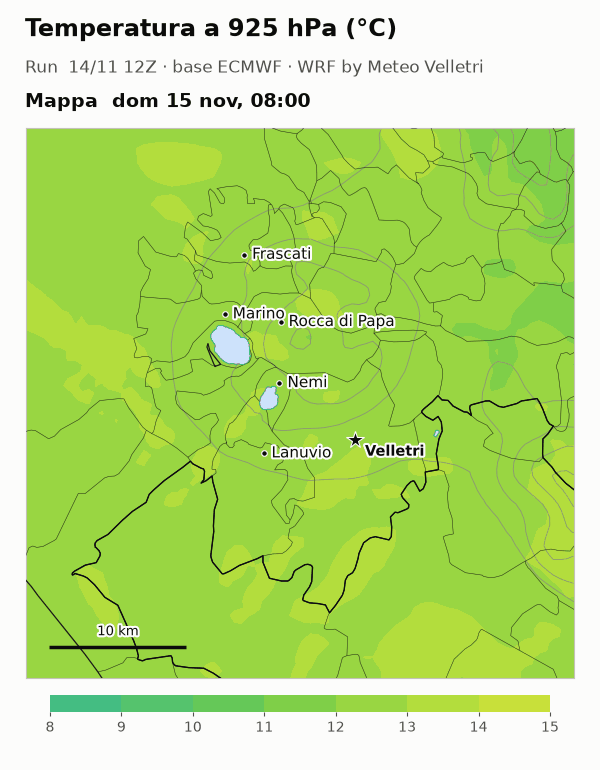 Temperatura a 925 hPa (°C)
Run  14/11 12Z · base ECMWF · WRF by Meteo Velletri
Mappa  dom 15 nov, 08:00
Frascati
Marino
Rocca di Papa
Nemi
Velletri
Lanuvio
10 km
8 9 10 11 12 13 14 15